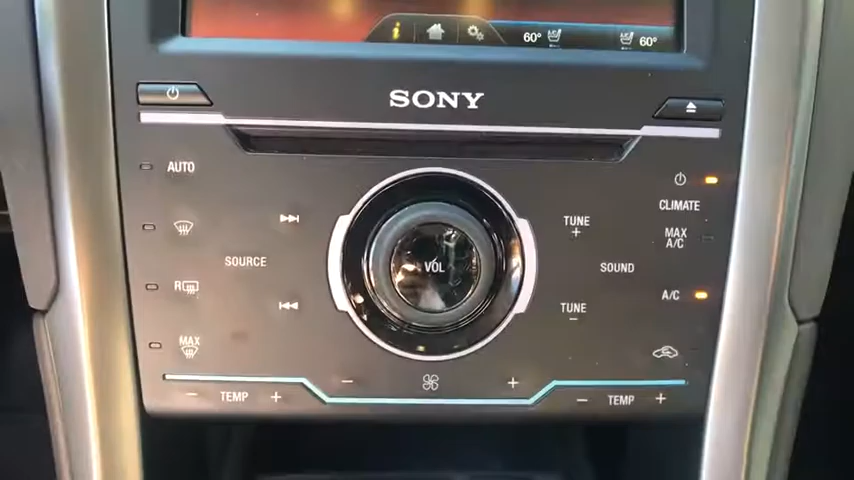 60°
60°
SONY
AUTO
CLIMATE
TUNE
+
MAX
A/C
SOURCE
VOL
SOUND
R
A/C
TUNE
−
MAX
− TEMP +
− +
− TEMP +